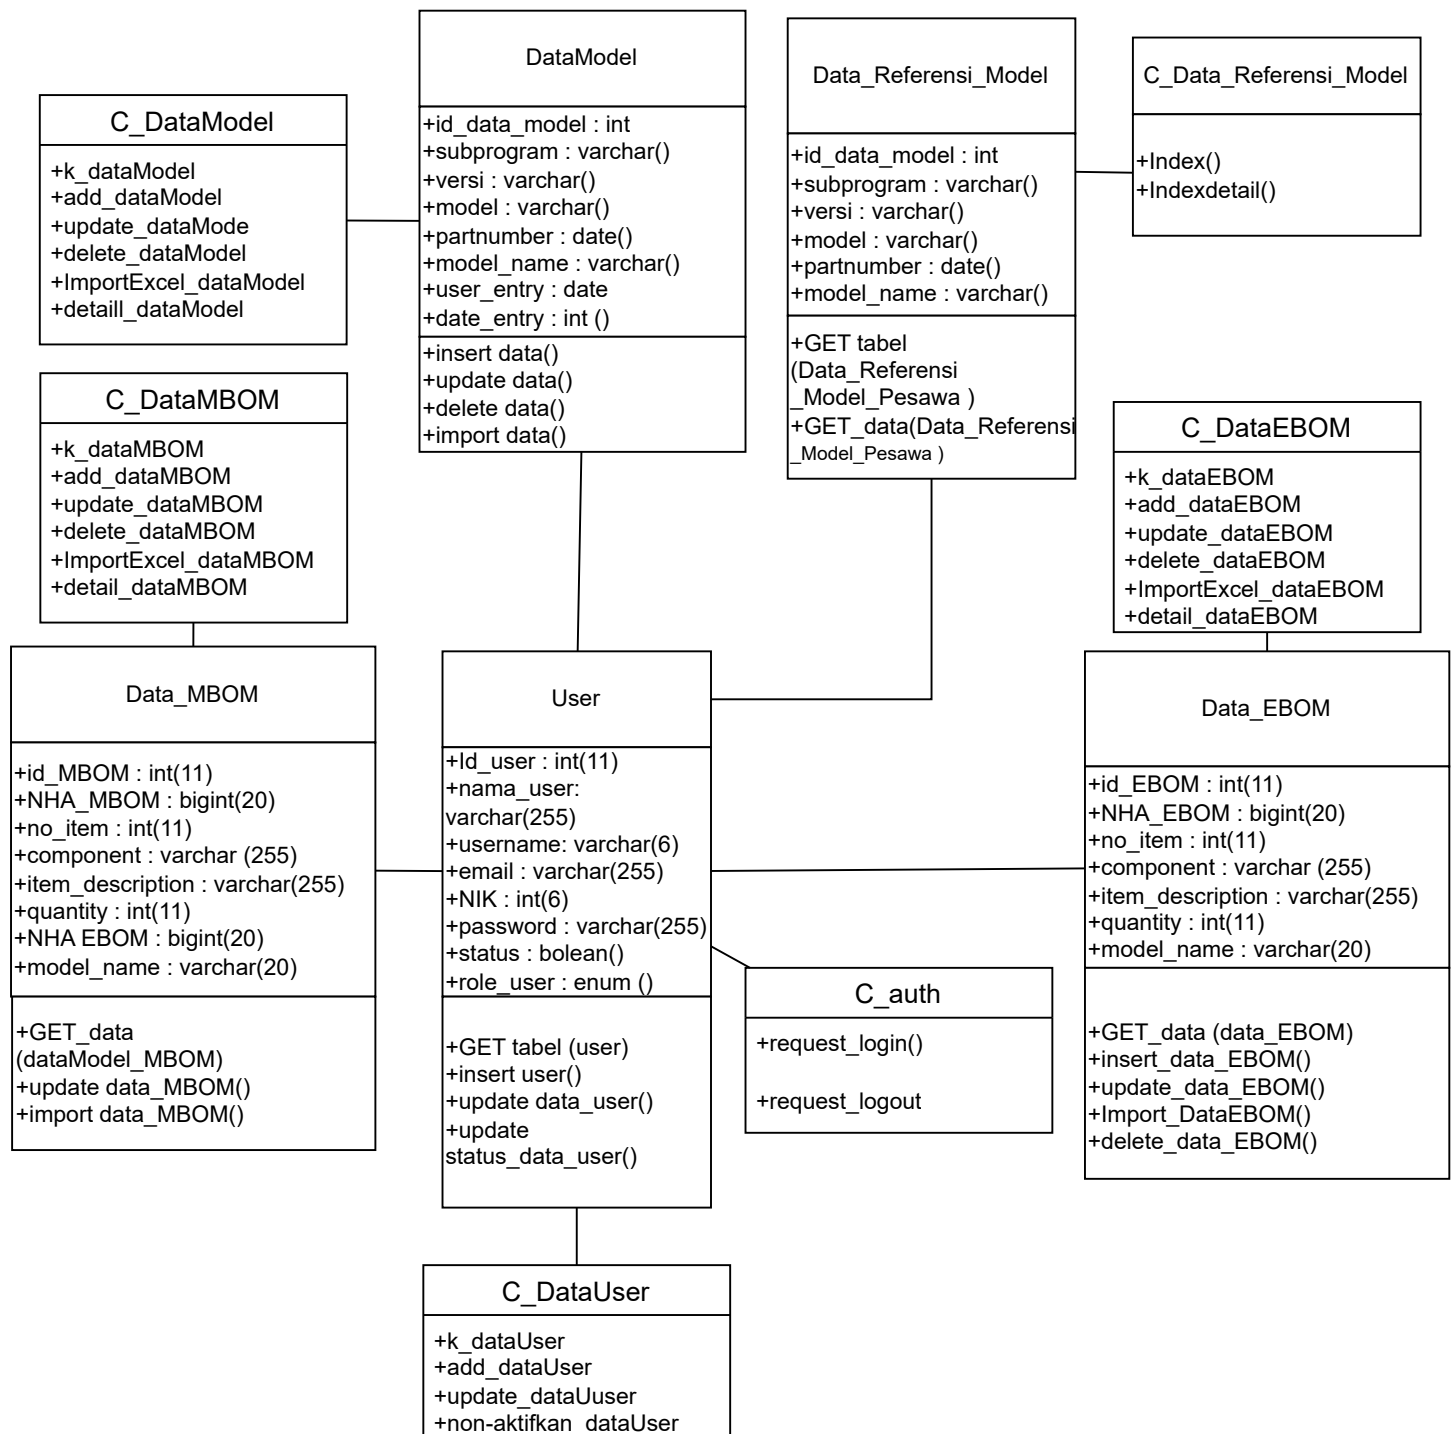 DataModel
+id_data_model : int
+subprogram : varchar()
+versi : varchar()
+model : varchar()
+partnumber : date()
+model_name : varchar()
+user_entry : date
+date_entry : int ()
+insert data()
+update data()
+delete data()
+import data()
Data_Referensi_Model
+id_data_model : int
+subprogram : varchar()
+versi : varchar()
+model : varchar()
+partnumber : date()
+model_name : varchar()
+GET tabel
(Data_Referensi
_Model_Pesawa )
+GET_data(Data_Referensi
_Model_Pesawa )
C_Data_Referensi_Model
+Index()
+Indexdetail()
C_DataModel
+k_dataModel
+add_dataModel
+update_dataMode
+delete_dataModel
+ImportExcel_dataModel
+detaill_dataModel
C_DataMBOM
+k_dataMBOM
+add_dataMBOM
+update_dataMBOM
+delete_dataMBOM
+ImportExcel_dataMBOM
+detail_dataMBOM
C_DataEBOM
+k_dataEBOM
+add_dataEBOM
+update_dataEBOM
+delete_dataEBOM
+ImportExcel_dataEBOM
+detail_dataEBOM
Data_MBOM
+id_MBOM : int(11)
+NHA_MBOM : bigint(20)
+no_item : int(11)
+component : varchar (255)
+item_description : varchar(255)
+quantity : int(11)
+NHA EBOM : bigint(20)
+model_name : varchar(20)
+GET_data
(dataModel_MBOM)
+update data_MBOM()
+import data_MBOM()
User
+Id_user : int(11)
+nama_user:
varchar(255)
+username: varchar(6)
+email : varchar(255)
+NIK : int(6)
+password : varchar(255)
+status : bolean()
+role_user : enum ()
+GET tabel (user)
+insert user()
+update data_user()
+update
status_data_user()
Data_EBOM
+id_EBOM : int(11)
+NHA_EBOM : bigint(20)
+no_item : int(11)
+component : varchar (255)
+item_description : varchar(255)
+quantity : int(11)
+model_name : varchar(20)
+GET_data (data_EBOM)
+insert_data_EBOM()
+update_data_EBOM()
+Import_DataEBOM()
+delete_data_EBOM()
C_auth
+request_login()
+request_logout
C_DataUser
+k_dataUser
+add_dataUser
+update_dataUuser
+non-aktifkan_dataUser